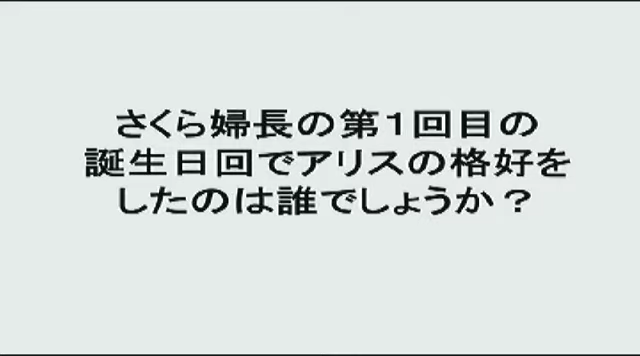 さくら婦長の第１回目の
誕生日回でアリスの格好を
したのは誰でしょうか？